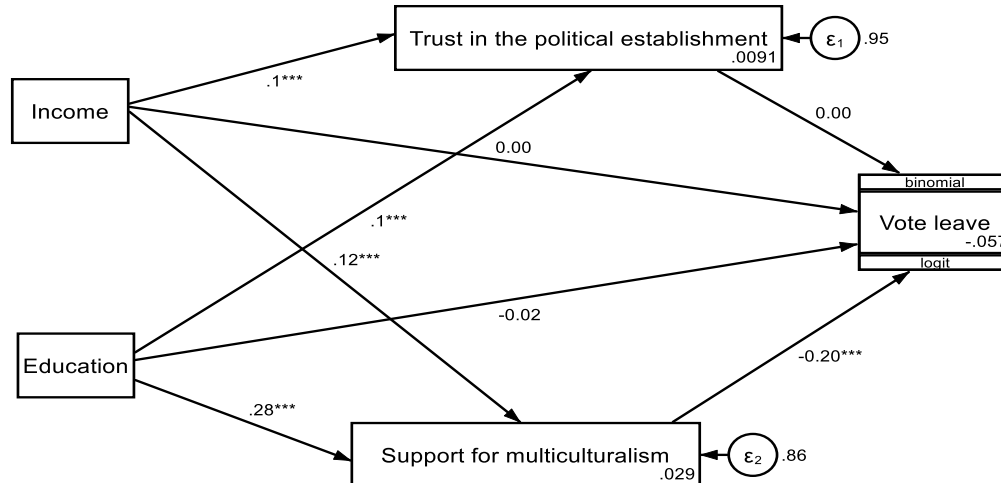 Trust in the political establishment
.0091
ε1
.95
.1***
Income
0.00
0.00
binomial
Vote leave
-.057
logit
.1***
.12***
-0.02
Education
-0.20***
.28***
Support for multiculturalism
.029
ε2
.86